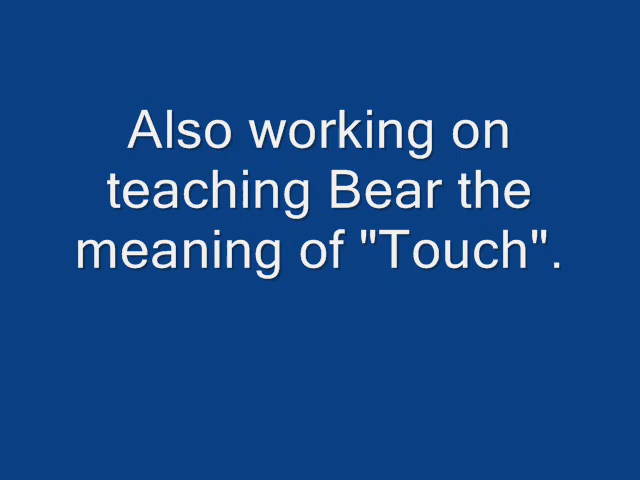 Also working on
teaching Bear the
meaning of "Touch".